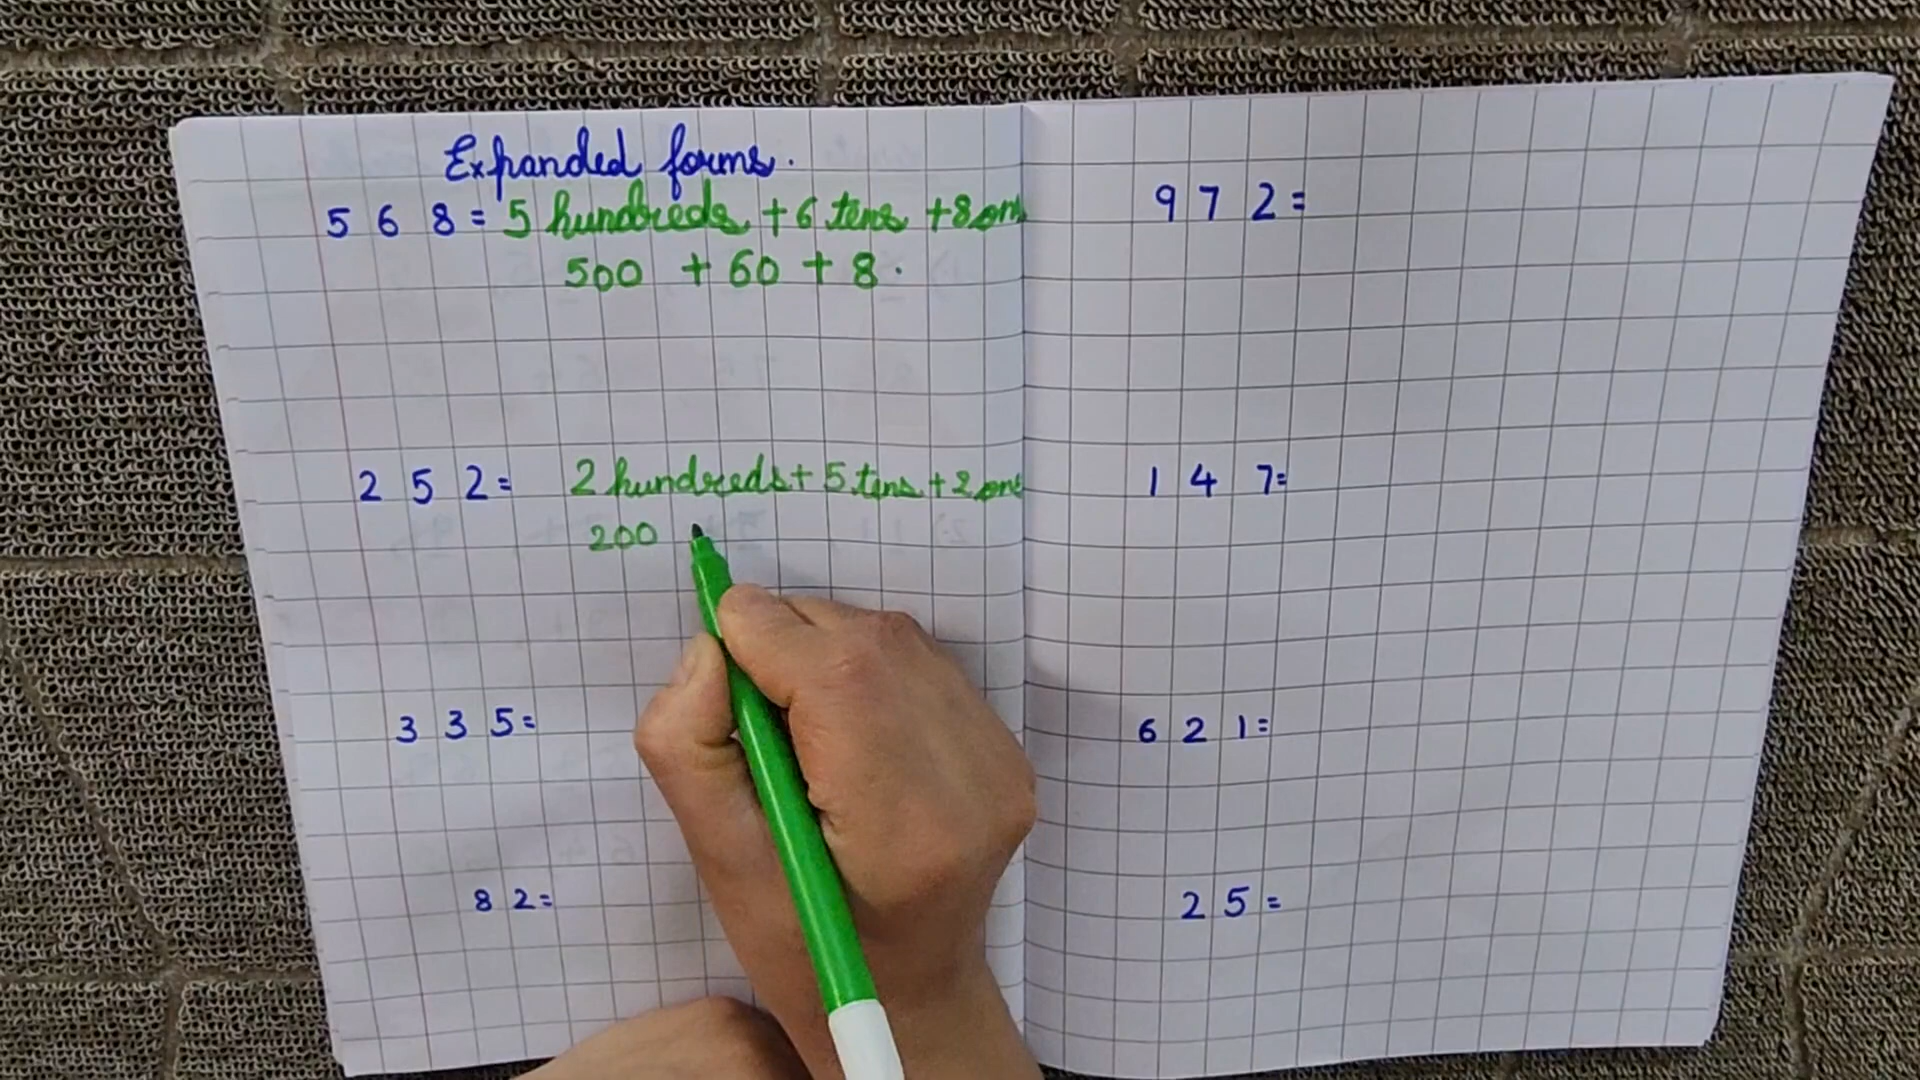 Expanded forms.
5 6 8 = 5 hundreds + 6 tens + 8 ones
500 + 60 + 8.
2 5 2 = 2 hundreds + 5 tens + 2 ones
200
3 3 5 =
8 2 =
9 7 2 =
1 4 7 =
6 2 1 =
2 5 =